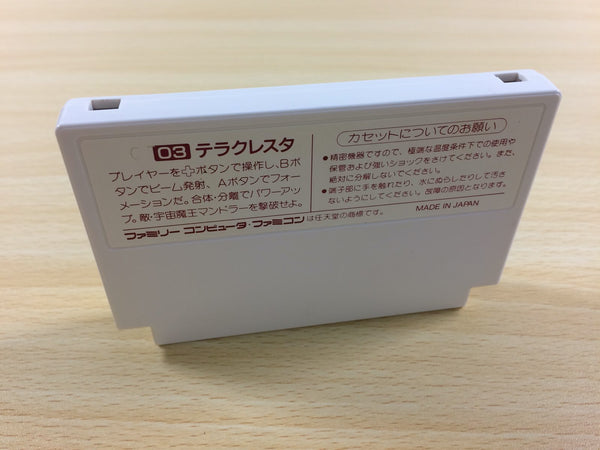 03 テラクレスタ
プレイヤーを✚ボタンで操作し、Bボ
タンでビーム発射、Aボタンでフォー
メーションだ。合体・分離でパワーアッ
プ。敵・宇宙魔王マンドラーを撃破せよ。
ファミリー コンピュータ・ファミコンは任天堂の商標です。
カセットについてのお願い
●精密機器ですので、極端な温度条件下での使用や
保管および強いショックをさけてください。また、
絶対に分解しないでください。
●端子部に手を触れたり、水にぬらしたりして汚さ
ないようにしてください。故障の原因となります。
MADE IN JAPAN